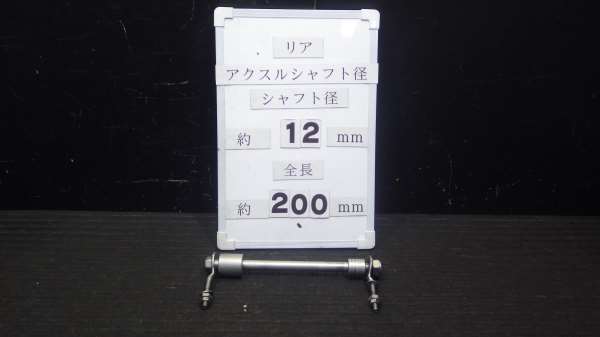 リア
アクスルシャフト径
シャフト径
約 12 mm
全長
約 200 mm